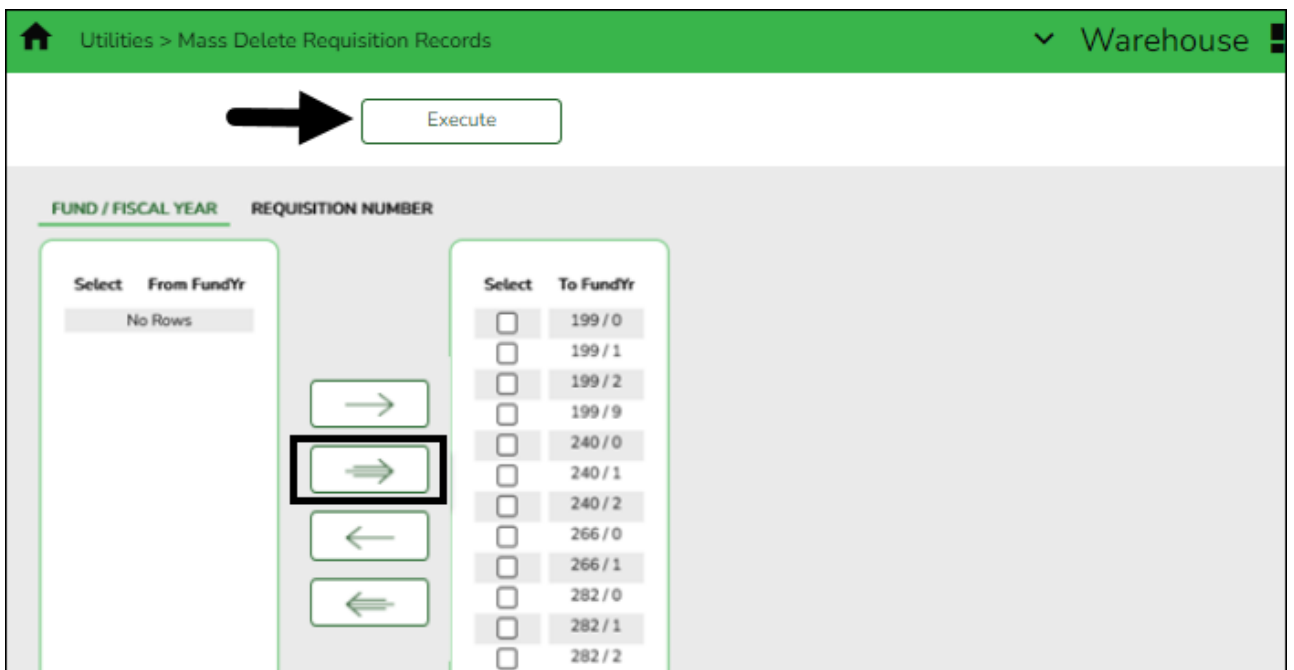 Utilities > Mass Delete Requisition Records
Warehouse
Execute
FUND / FISCAL YEAR REQUISITION NUMBER
Select From FundYr
No Rows
Select To FundYr
199 / 0
199 / 1
199 / 2
199 / 9
240 / 0
240 / 1
240 / 2
266 / 0
266 / 1
282 / 0
282 / 1
282 / 2